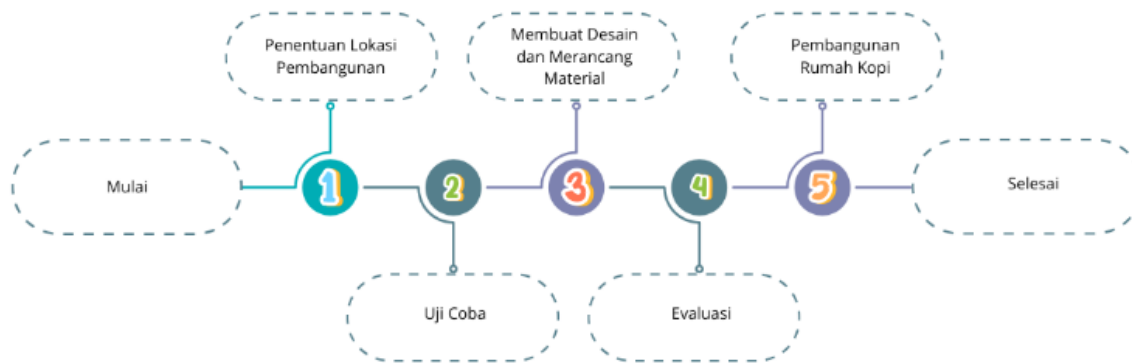 Mulai
Penentuan Lokasi
Pembangunan
1
2
Uji Coba
Membuat Desain
dan Merancang
Material
3
4
Evaluasi
Pembangunan
Rumah Kopi
5
Selesai